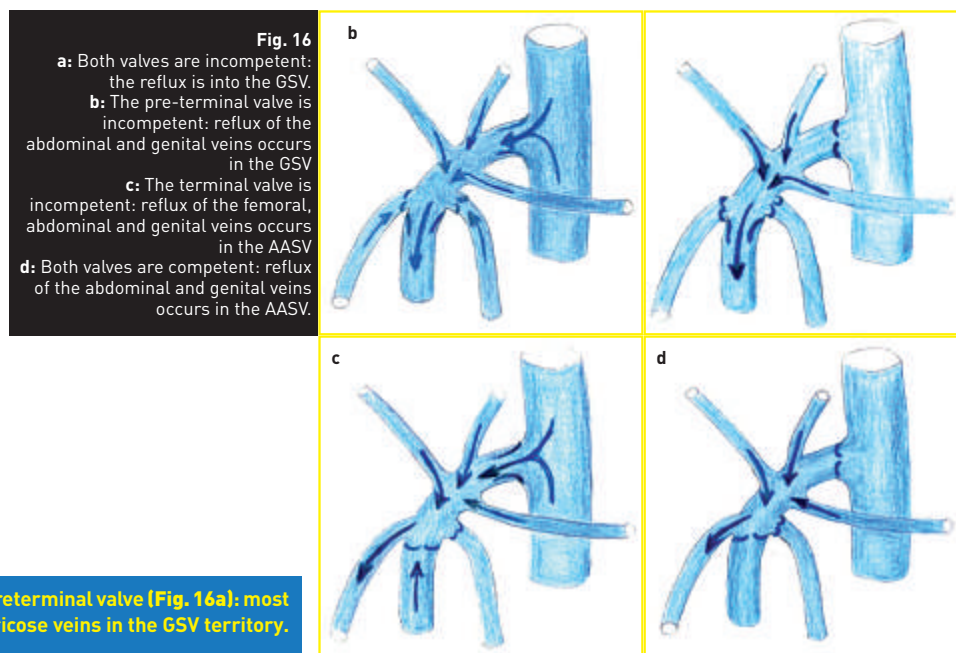 Fig. 16
a: Both valves are incompetent:
the reflux is into the GSV.
b: The pre-terminal valve is
incompetent: reflux of the
abdominal and genital veins occurs
in the GSV
c: The terminal valve is
incompetent: reflux of the femoral,
abdominal and genital veins occurs
in the AASV
d: Both valves are competent: reflux
of the abdominal and genital veins
occurs in the AASV.
b
c
d
reterminal valve (Fig. 16a): most
icose veins in the GSV territory.